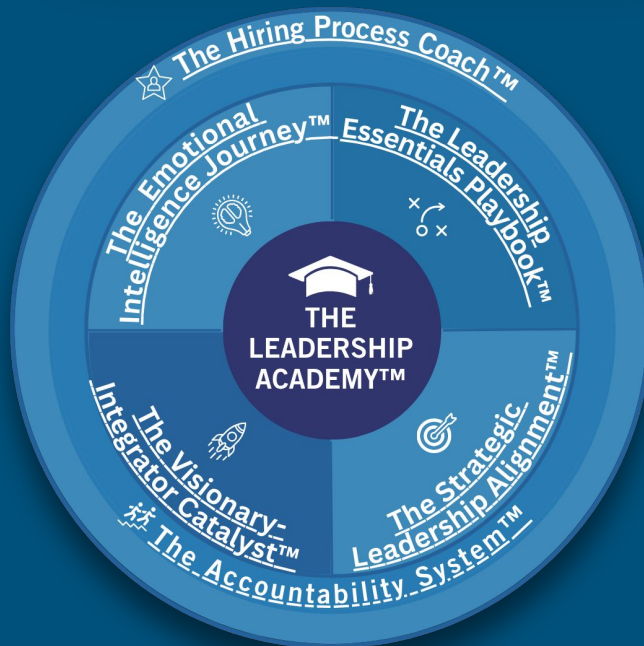 The Hiring Process Coach™
The Emotional
Intelligence Journey™
The Leadership
Essentials Playbook™
THE
LEADERSHIP
ACADEMY™
The Visionary-
Integrator Catalyst™
The Strategic
Leadership Alignment™
The Accountability System™